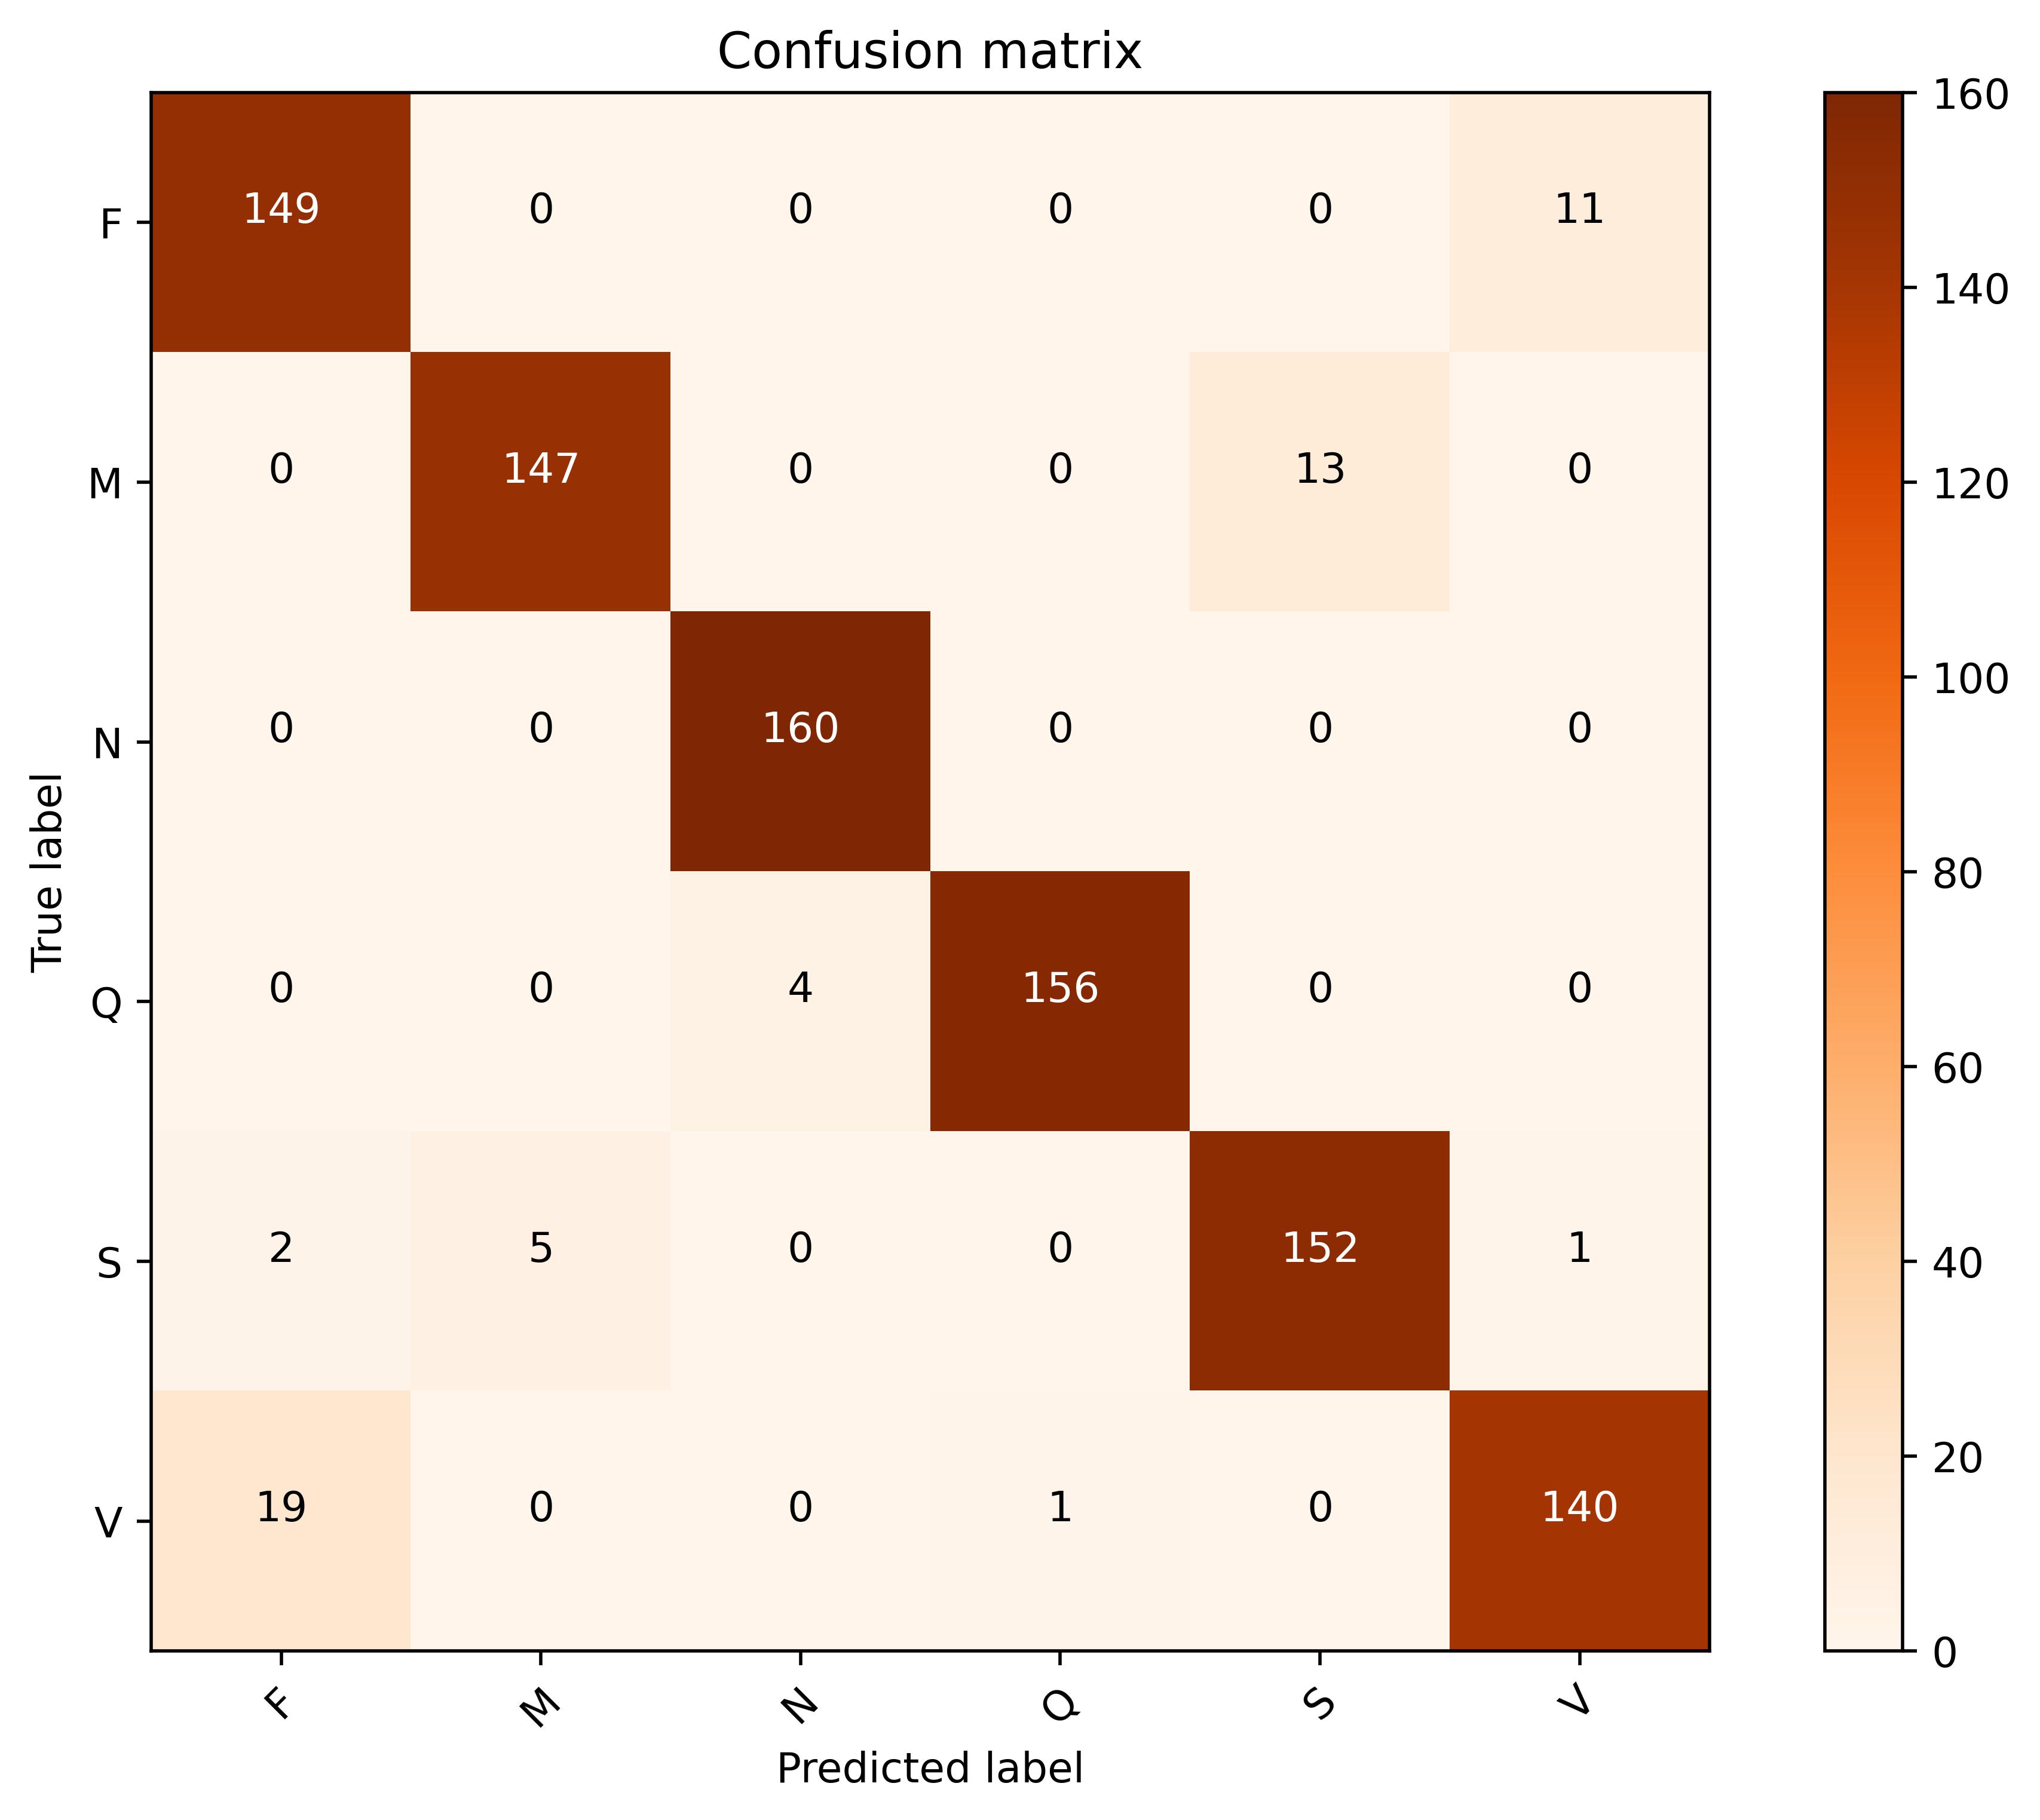 Confusion matrix
F 149 0 0 0 0 11
M 0 147 0 0 13 0
N 0 0 160 0 0 0
Q 0 0 4 156 0 0
S 2 5 0 0 152 1
V 19 0 0 1 0 140
F M N Q S V
Predicted label
True label
160
140
120
100
80
60
40
20
0